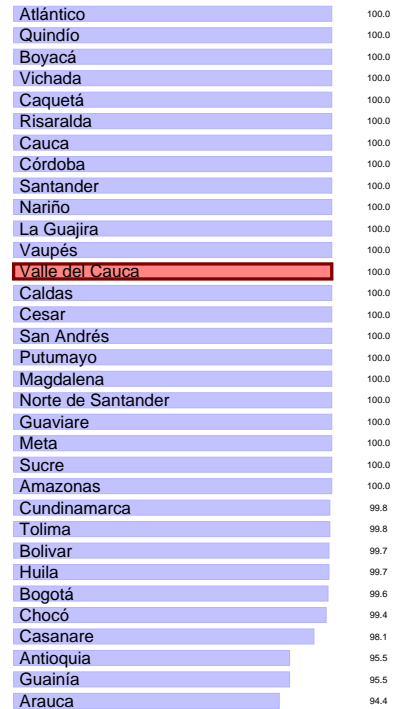 Atlántico 100.0
Quindío 100.0
Boyacá 100.0
Vichada 100.0
Caquetá 100.0
Risaralda 100.0
Cauca 100.0
Córdoba 100.0
Santander 100.0
Nariño 100.0
La Guajira 100.0
Vaupés 100.0
Valle del Cauca 100.0
Caldas 100.0
Cesar 100.0
San Andrés 100.0
Putumayo 100.0
Magdalena 100.0
Norte de Santander 100.0
Guaviare 100.0
Meta 100.0
Sucre 100.0
Amazonas 100.0
Cundinamarca 99.8
Tolima 99.8
Bolivar 99.7
Huila 99.7
Bogotá 99.6
Chocó 99.4
Casanare 98.1
Antioquia 95.5
Guainía 95.5
Arauca 94.4